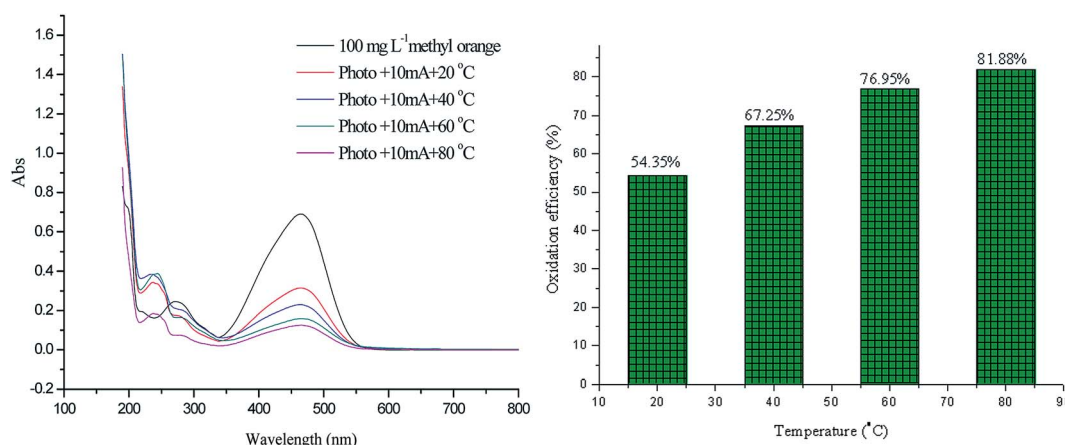 1.6
1.4
1.2
1.0
0.8
0.6
0.4
0.2
0.0
-0.2
Abs
100 mg L⁻¹methyl orange
Photo +10mA+20 °C
Photo +10mA+40 °C
Photo +10mA+60 °C
Photo +10mA+80 °C
100 200 300 400 500 600 700 800
Wavelength (nm)
80
70
60
50
40
30
20
10
0
Oxidation efficiency (%)
54.35%
67.25%
76.95%
81.88%
10 20 30 40 50 60 70 80 90
Temperature (°C)